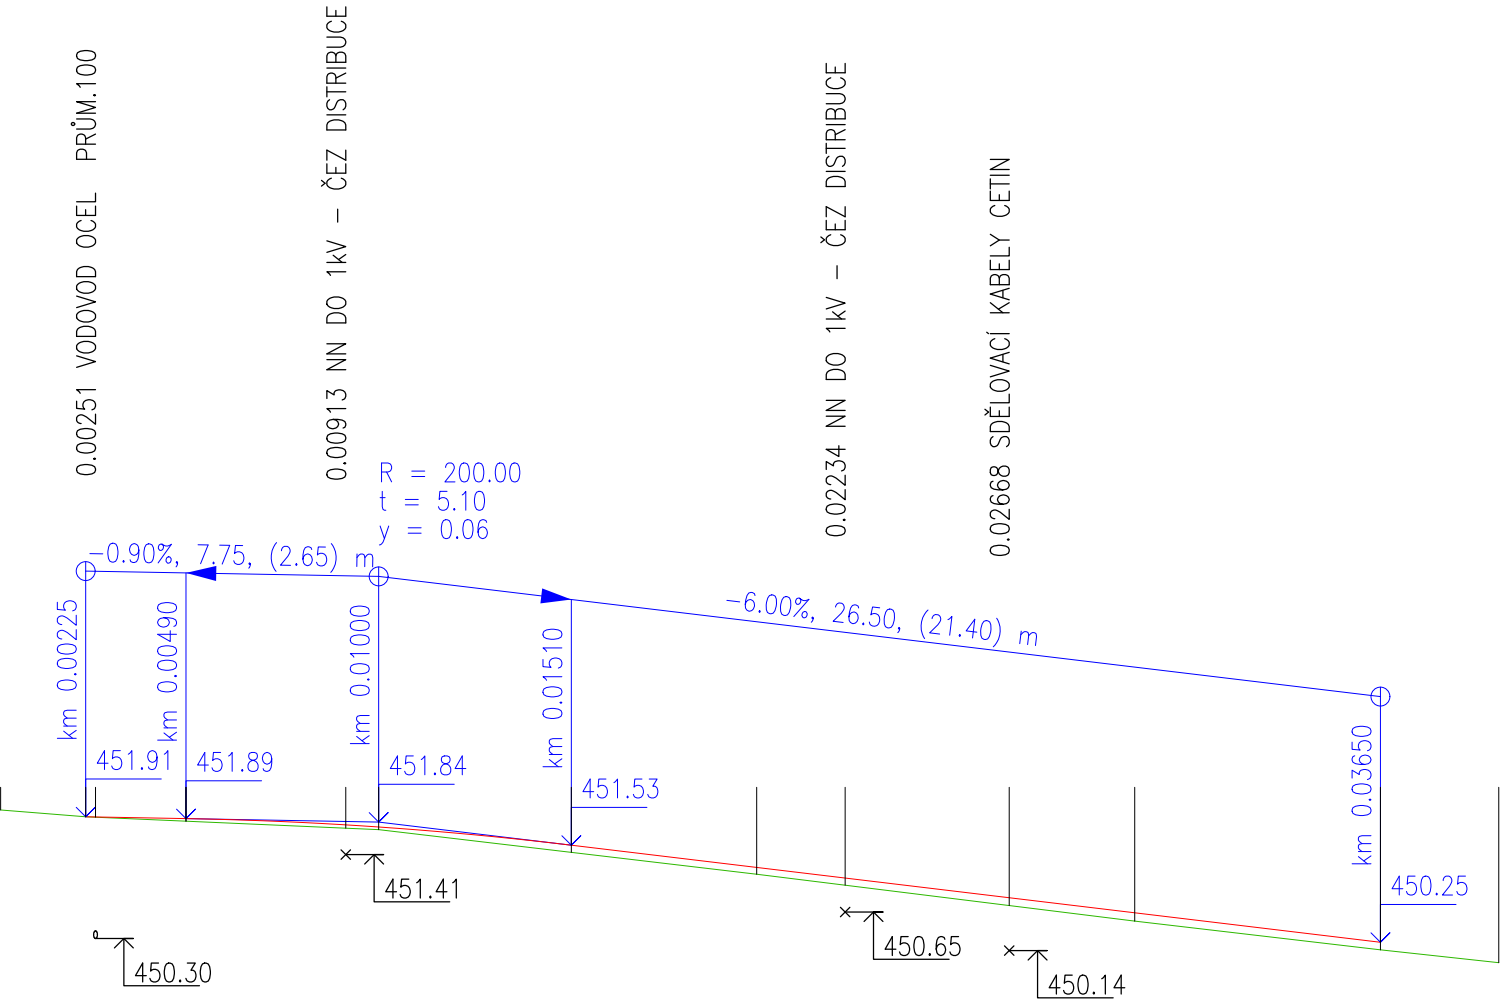 0.00251 VODOVOD OCEL PRŮM.100
0.00913 NN DO 1kV - ČEZ DISTRIBUCE
0.02234 NN DO 1kV - ČEZ DISTRIBUCE
0.02668 SDĚLOVACÍ KABELY CETIN
R = 200.00
t = 5.10
y = 0.06
-0.90%, 7.75, (2.65) m
-6.00%, 26.50, (21.40) m
km 0.00225
km 0.00490
km 0.01000
km 0.01510
km 0.03650
451.91
451.89
451.84
451.53
450.25
451.41
450.30
450.65
450.14